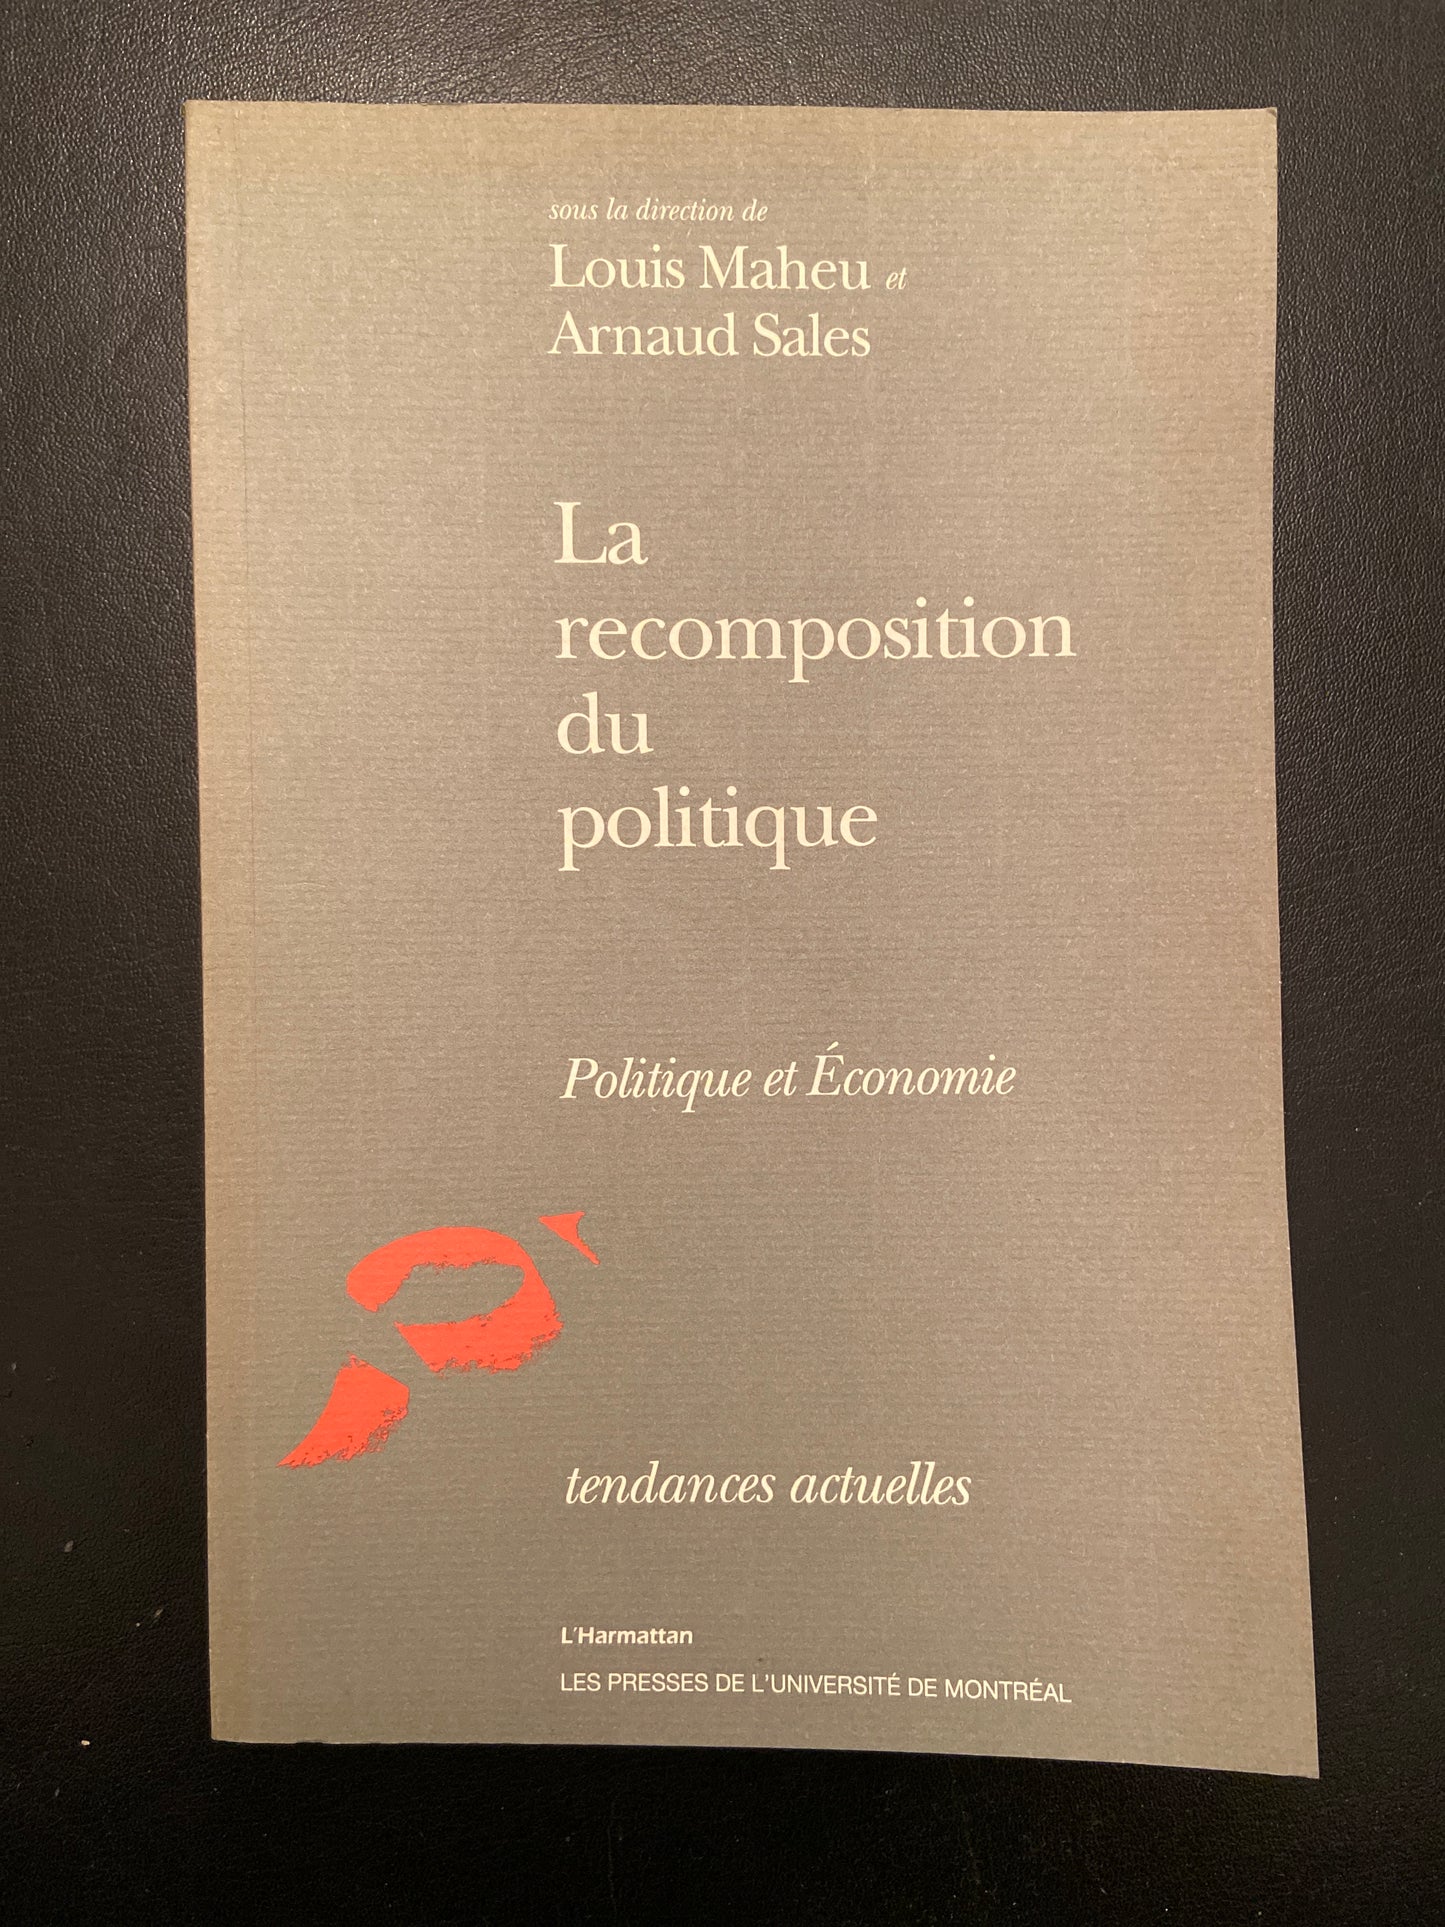 sous la direction de
Louis Maheu et
Arnaud Sales
La
recomposition
du
politique
Politique et Économie
tendances actuelles
L'Harmattan
LES PRESSES DE L'UNIVERSITÉ DE MONTRÉAL